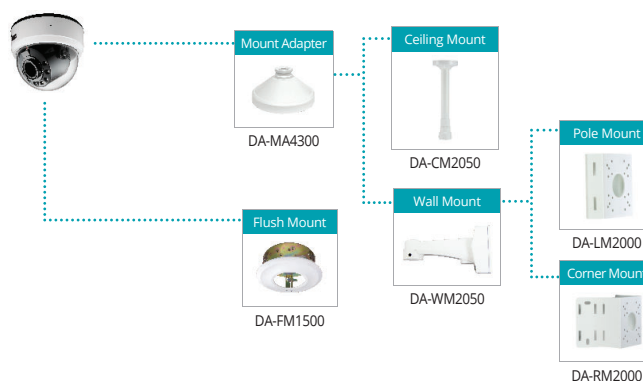 Mount Adapter
DA-MA4300
Ceiling Mount
DA-CM2050
Pole Mount
DA-LM2000
Wall Mount
DA-WM2050
Flush Mount
DA-FM1500
Corner Mount
DA-RM2000